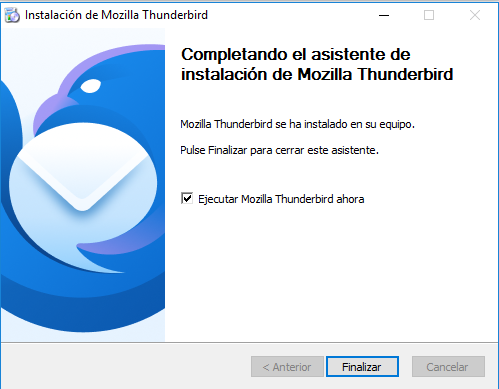 Instalación de Mozilla Thunderbird
Completando el asistente de
instalación de Mozilla Thunderbird
Mozilla Thunderbird se ha instalado en su equipo.
Pulse Finalizar para cerrar este asistente.
Ejecutar Mozilla Thunderbird ahora
< Anterior
Finalizar
Cancelar